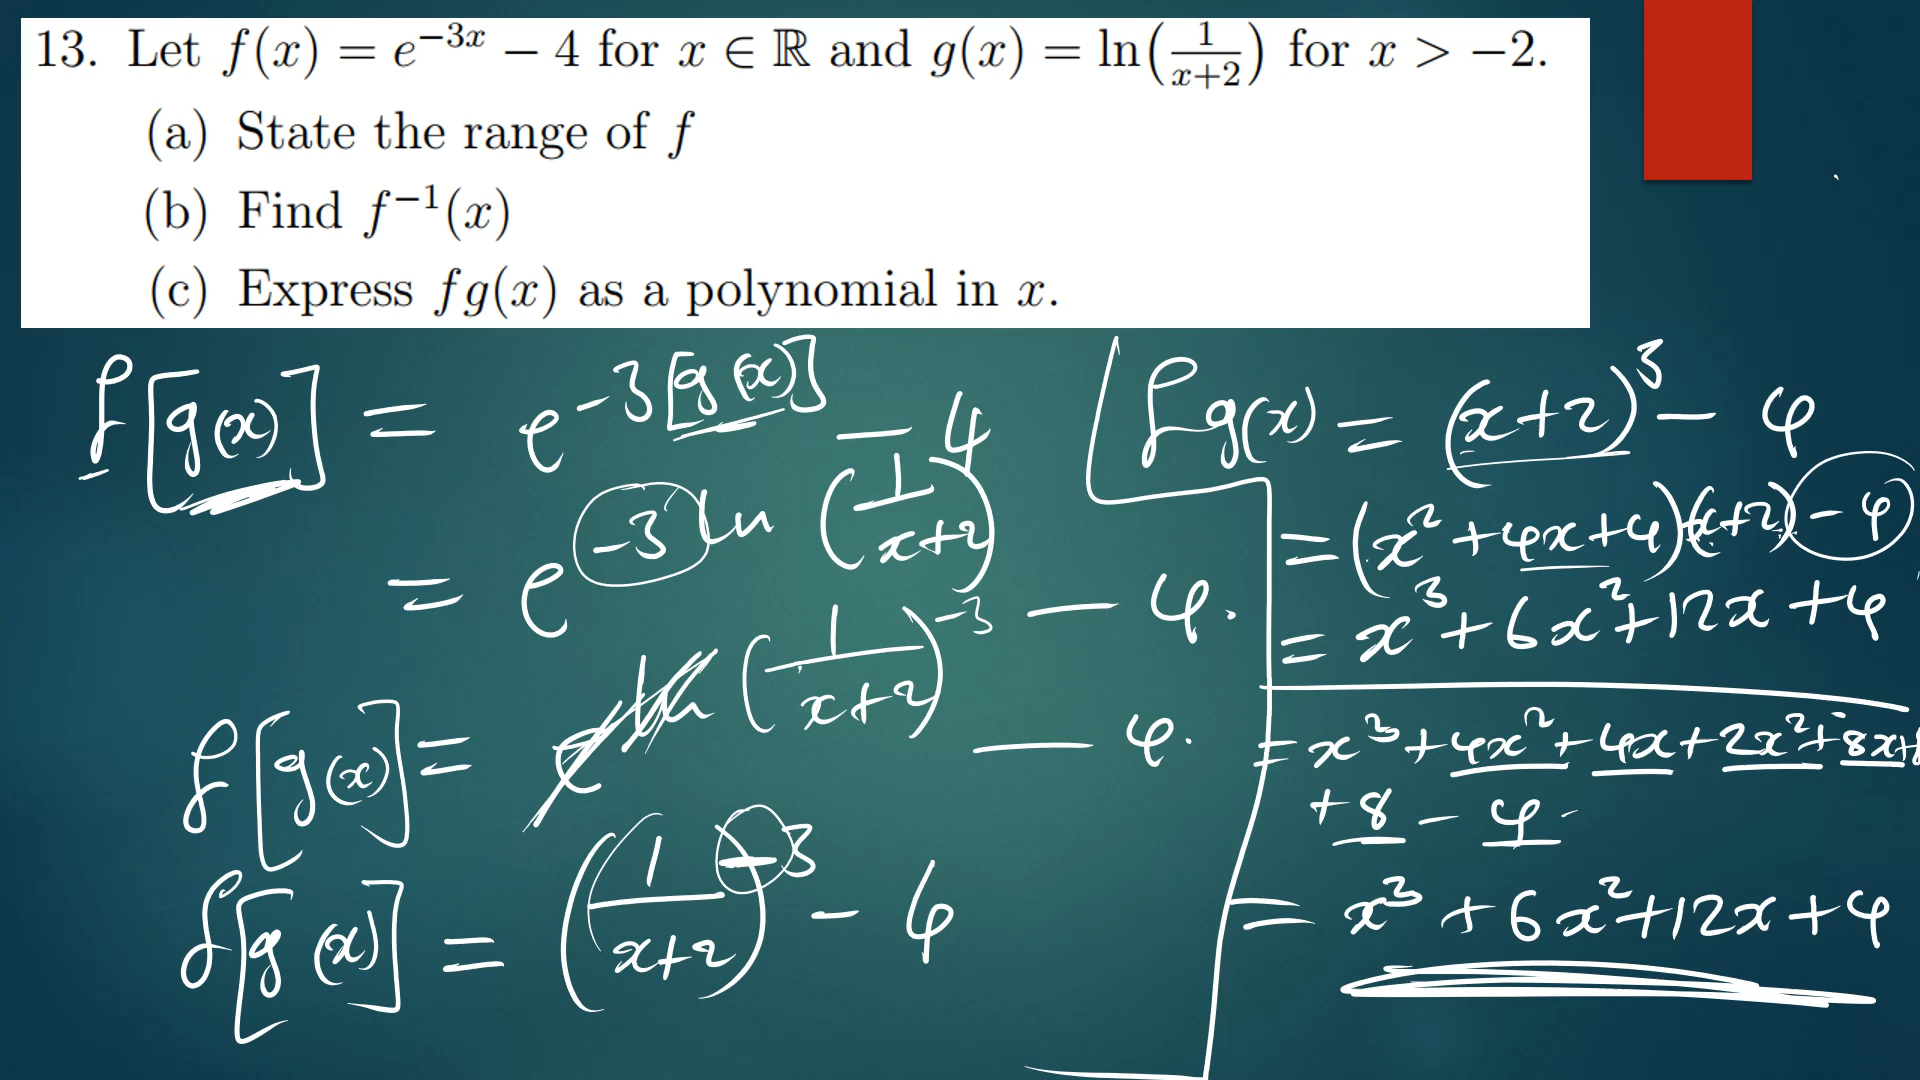 13. Let f(x) = e^{-3x} − 4 for x ∈ ℝ and g(x) = ln(1/(x+2)) for x > −2.
(a) State the range of f
(b) Find f^{-1}(x)
(c) Express fg(x) as a polynomial in x.
f[g(x)] = e^{-3[g(x)]} − 4
= e^{-3 ln(1/(x+2))} − 4.
f[g(x)] = e^{ln(1/(x+2))^{-3}} − 4.
f[g(x)] = (1/(x+2))^{-3} − 4
fg(x) = (x+2)^3 − 4
= (x^2+4x+4)(x+2) − 4
= x^3+6x^2+12x+4
= x^3+4x^2+4x+2x^2+8x+
+8 − 4
= x^3+6x^2+12x+4